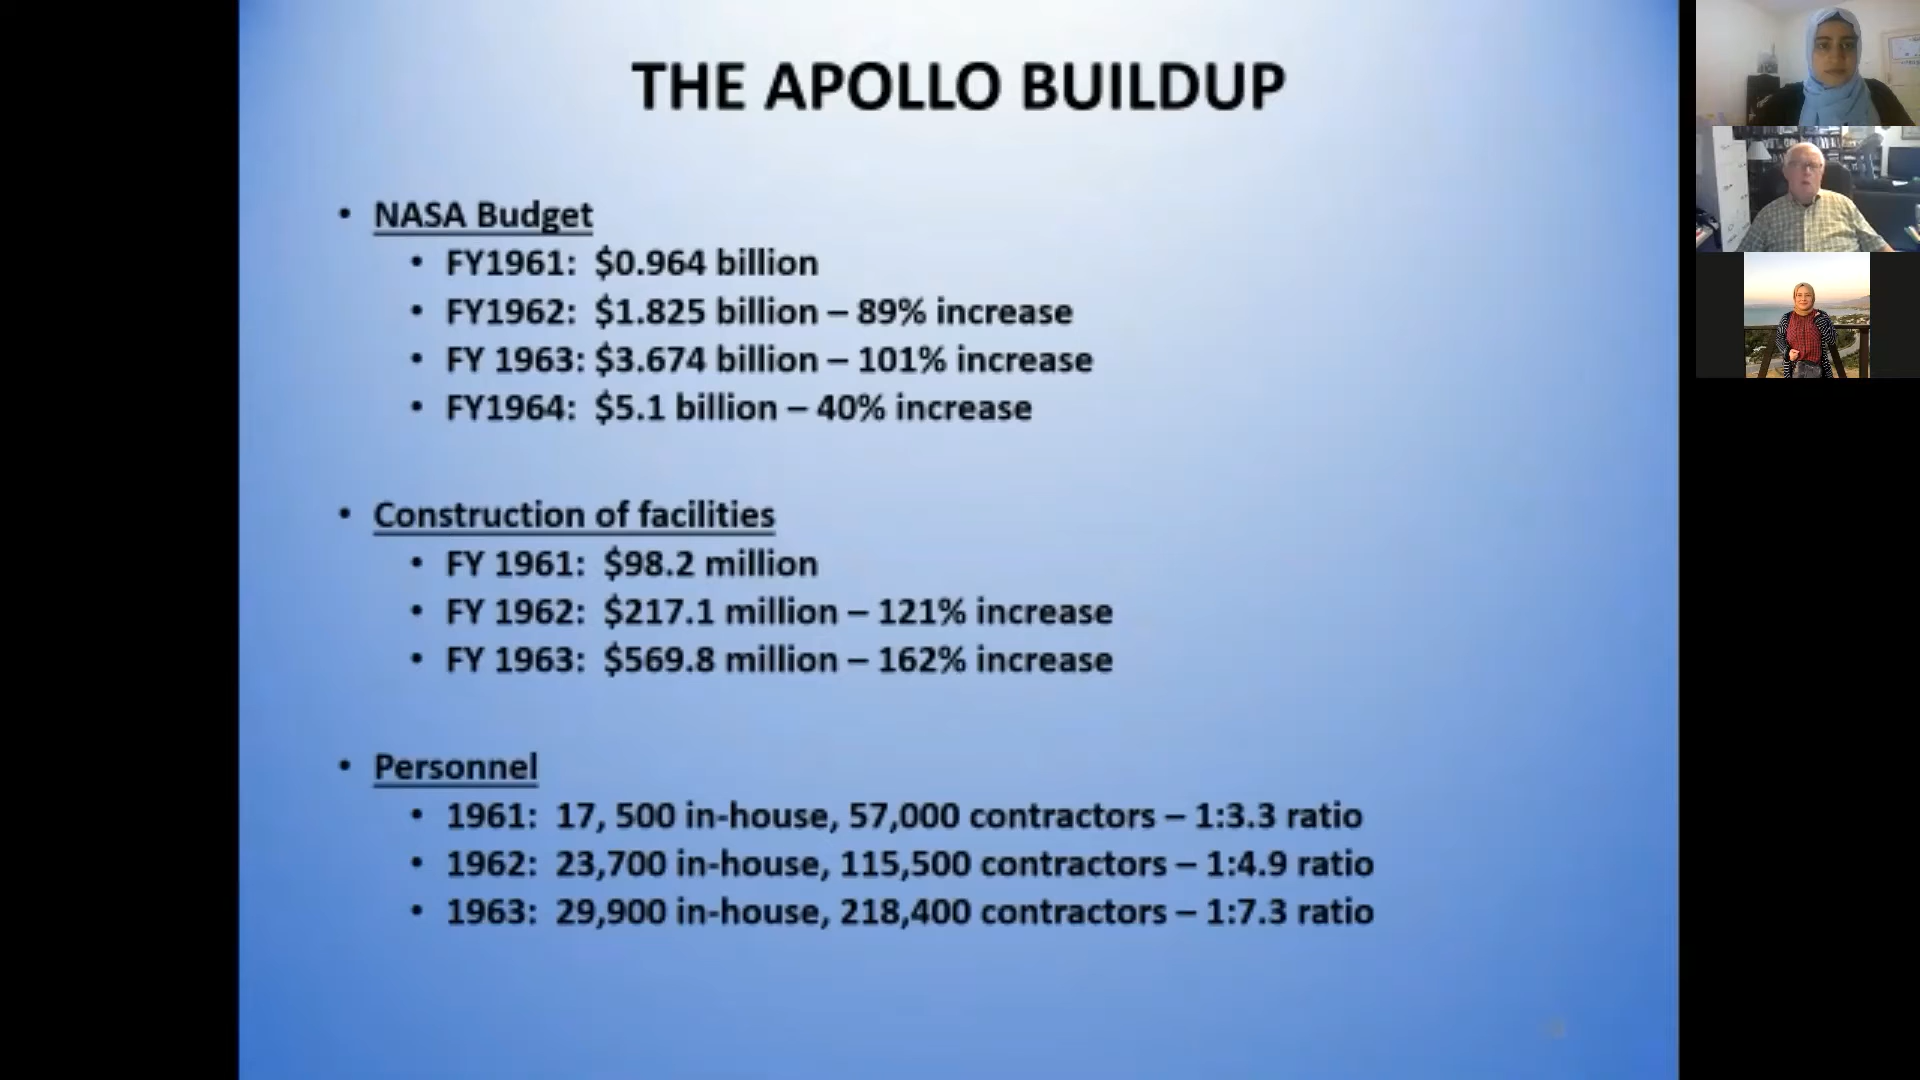 THE APOLLO BUILDUP
• NASA Budget
• FY1961: $0.964 billion
• FY1962: $1.825 billion – 89% increase
• FY 1963: $3.674 billion – 101% increase
• FY1964: $5.1 billion – 40% increase
• Construction of facilities
• FY 1961: $98.2 million
• FY 1962: $217.1 million – 121% increase
• FY 1963: $569.8 million – 162% increase
• Personnel
• 1961: 17, 500 in-house, 57,000 contractors – 1:3.3 ratio
• 1962: 23,700 in-house, 115,500 contractors – 1:4.9 ratio
• 1963: 29,900 in-house, 218,400 contractors – 1:7.3 ratio